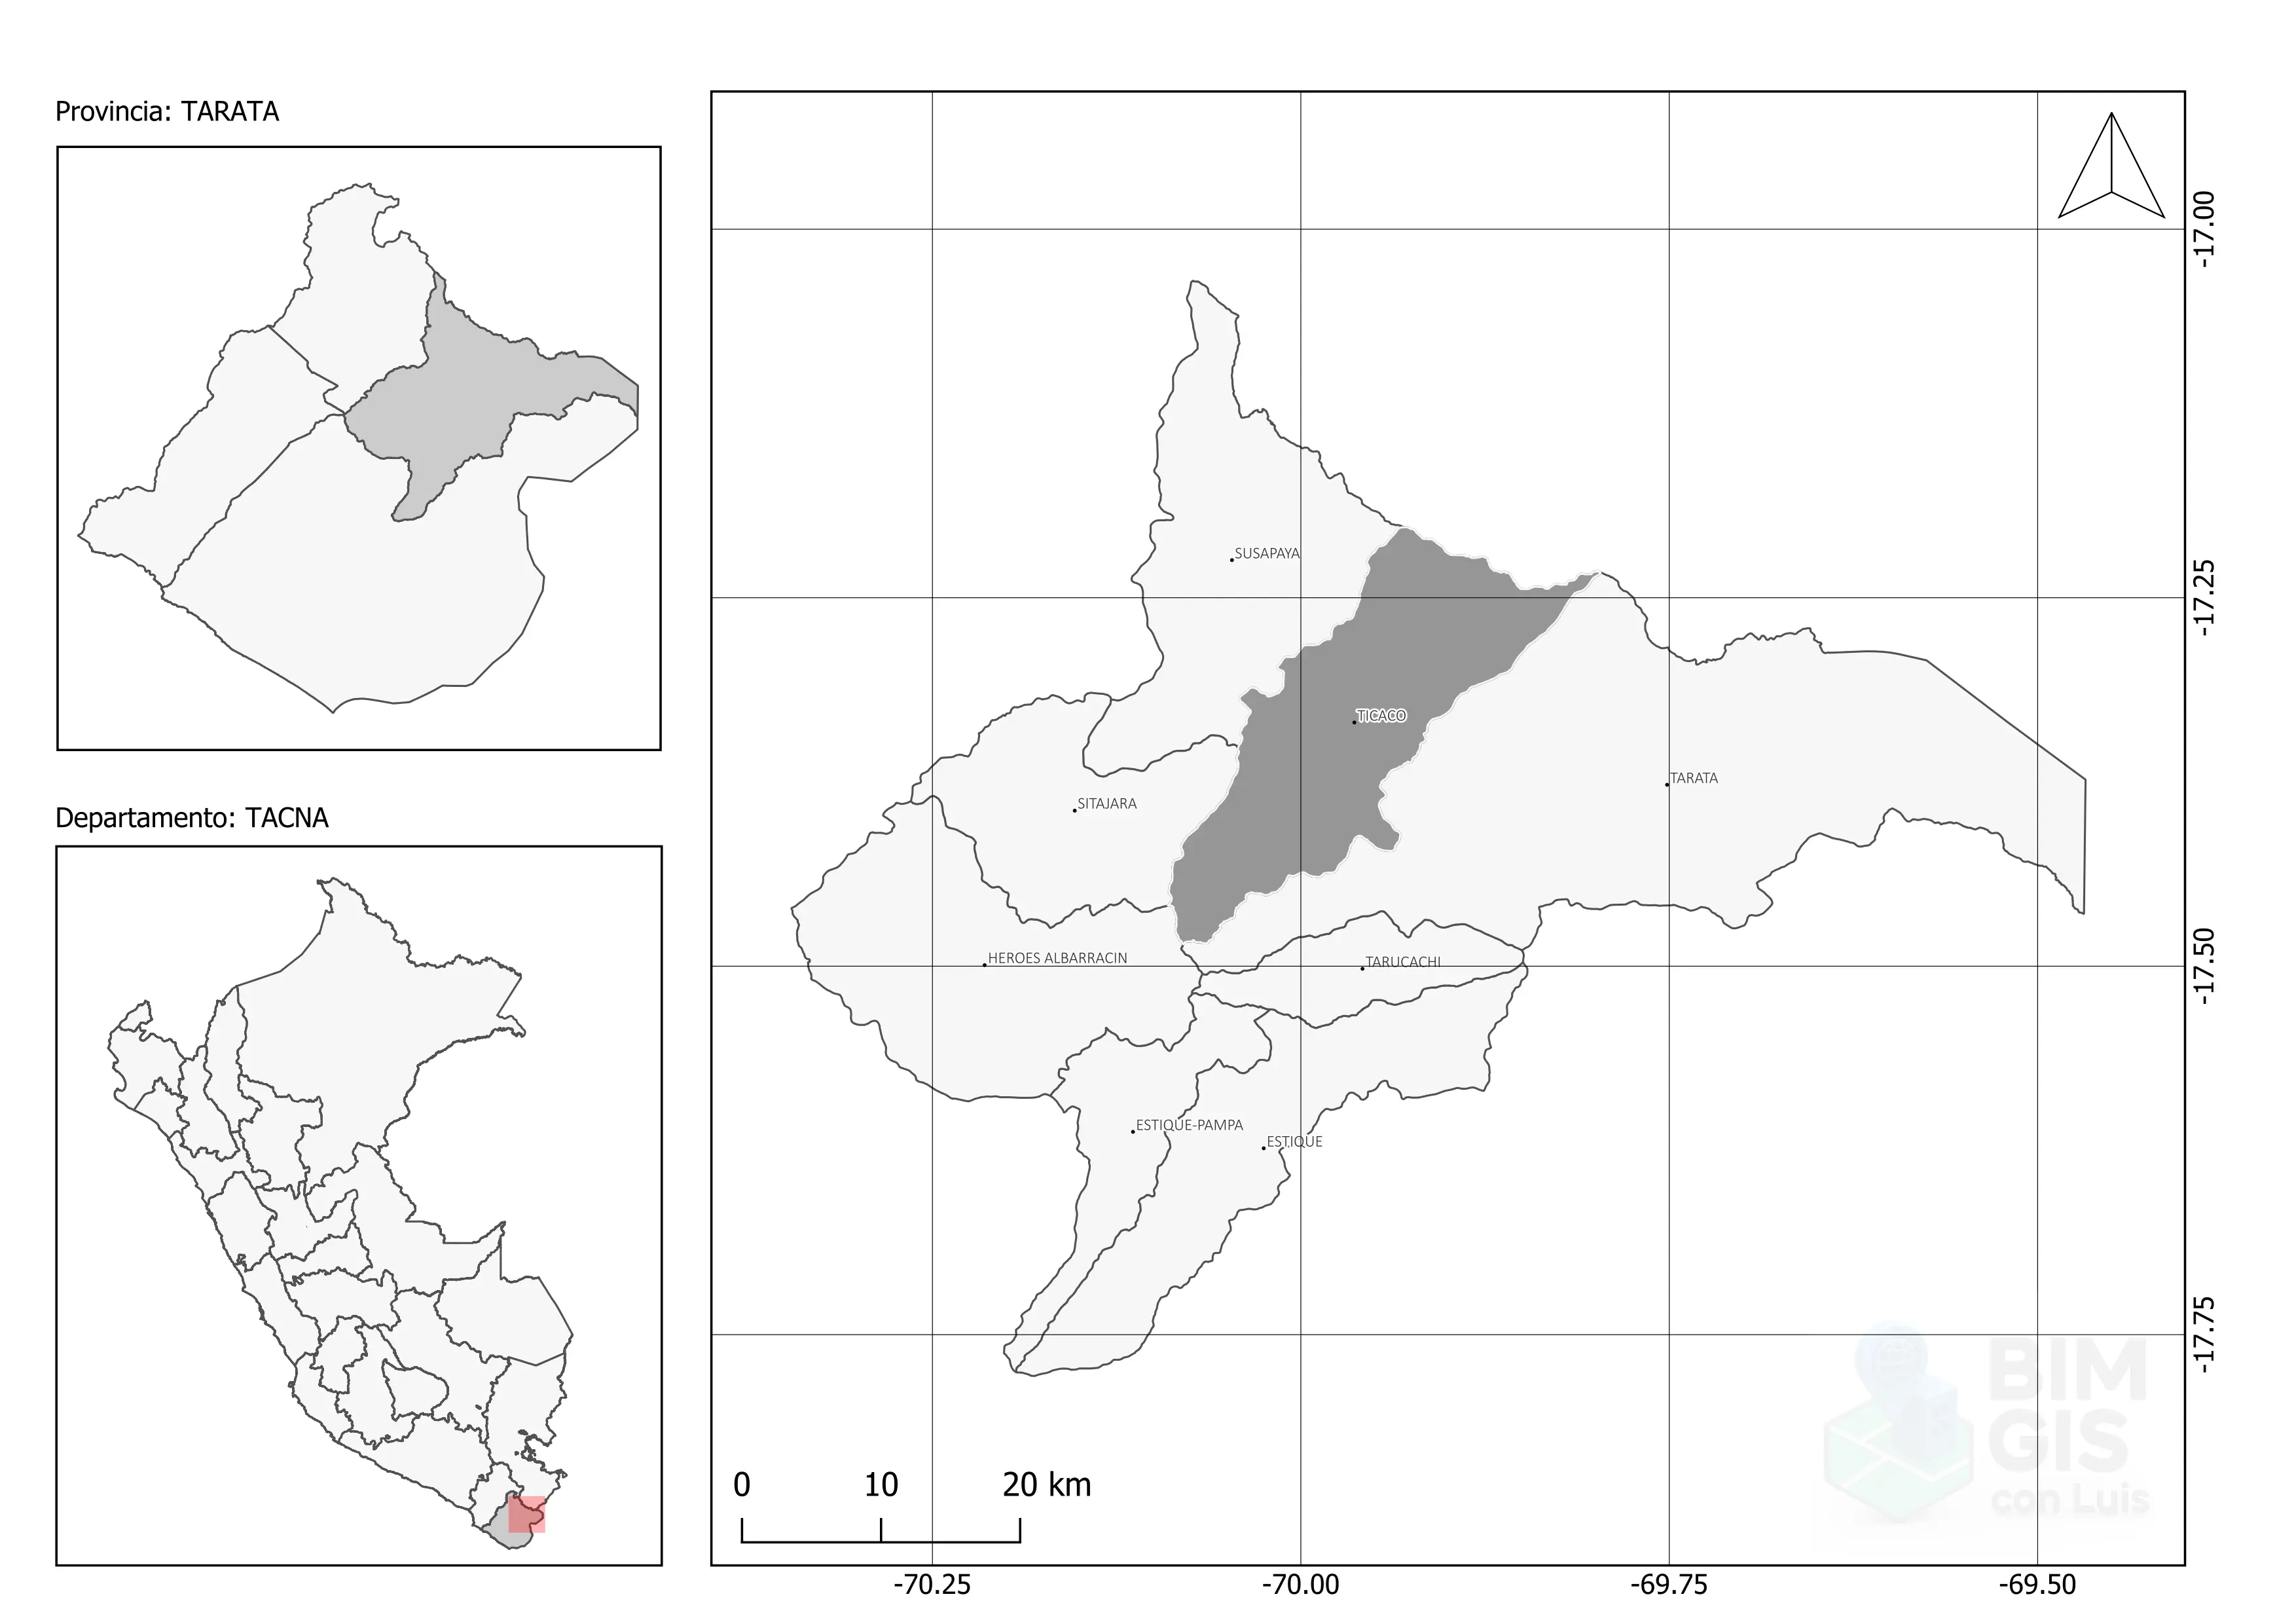 Provincia: TARATA
Departamento: TACNA
SUSAPAYA
TICACO
TARATA
SITAJARA
HEROES ALBARRACIN
TARUCACHI
ESTIQUE-PAMPA
ESTIQUE
-17.00
-17.25
-17.50
-17.75
0 10 20 km
-70.25 -70.00 -69.75 -69.50
BIM
GIS
con Luis